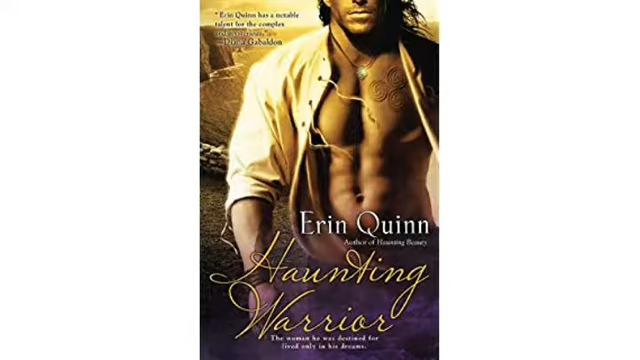 "Erin Quinn has a notable
talent for the complex
—Diana Gabaldon
Erin Quinn
Author of Haunting Beauty
Haunting
Warrior
The woman he was destined for
lived only in his dreams.